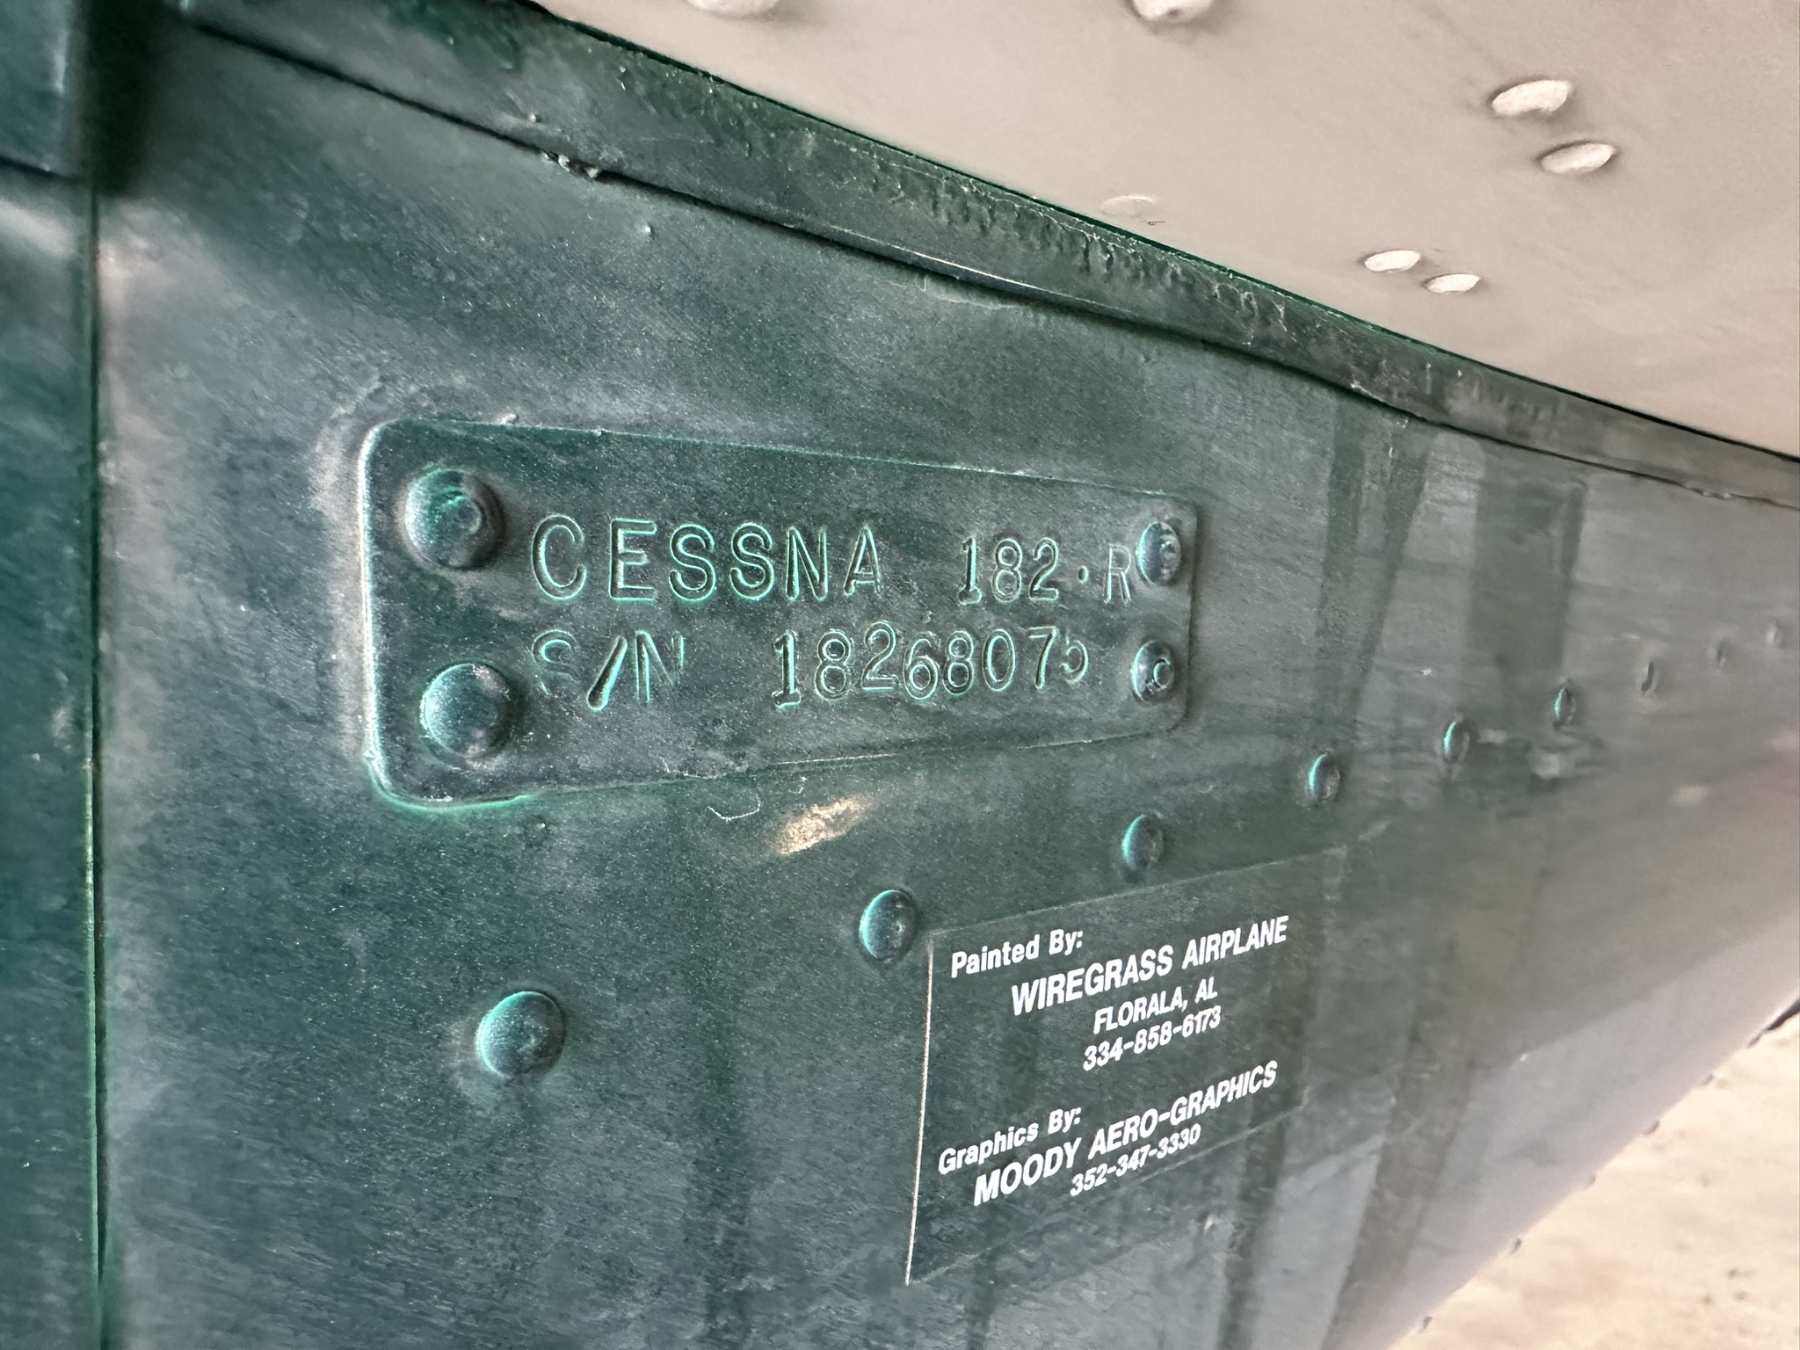 CESSNA 182·R
S/N 18268075
Painted By:
WIREGRASS AIRPLANE
FLORALA, AL
334-858-6173
Graphics By:
MOODY AERO-GRAPHICS
352-347-3330